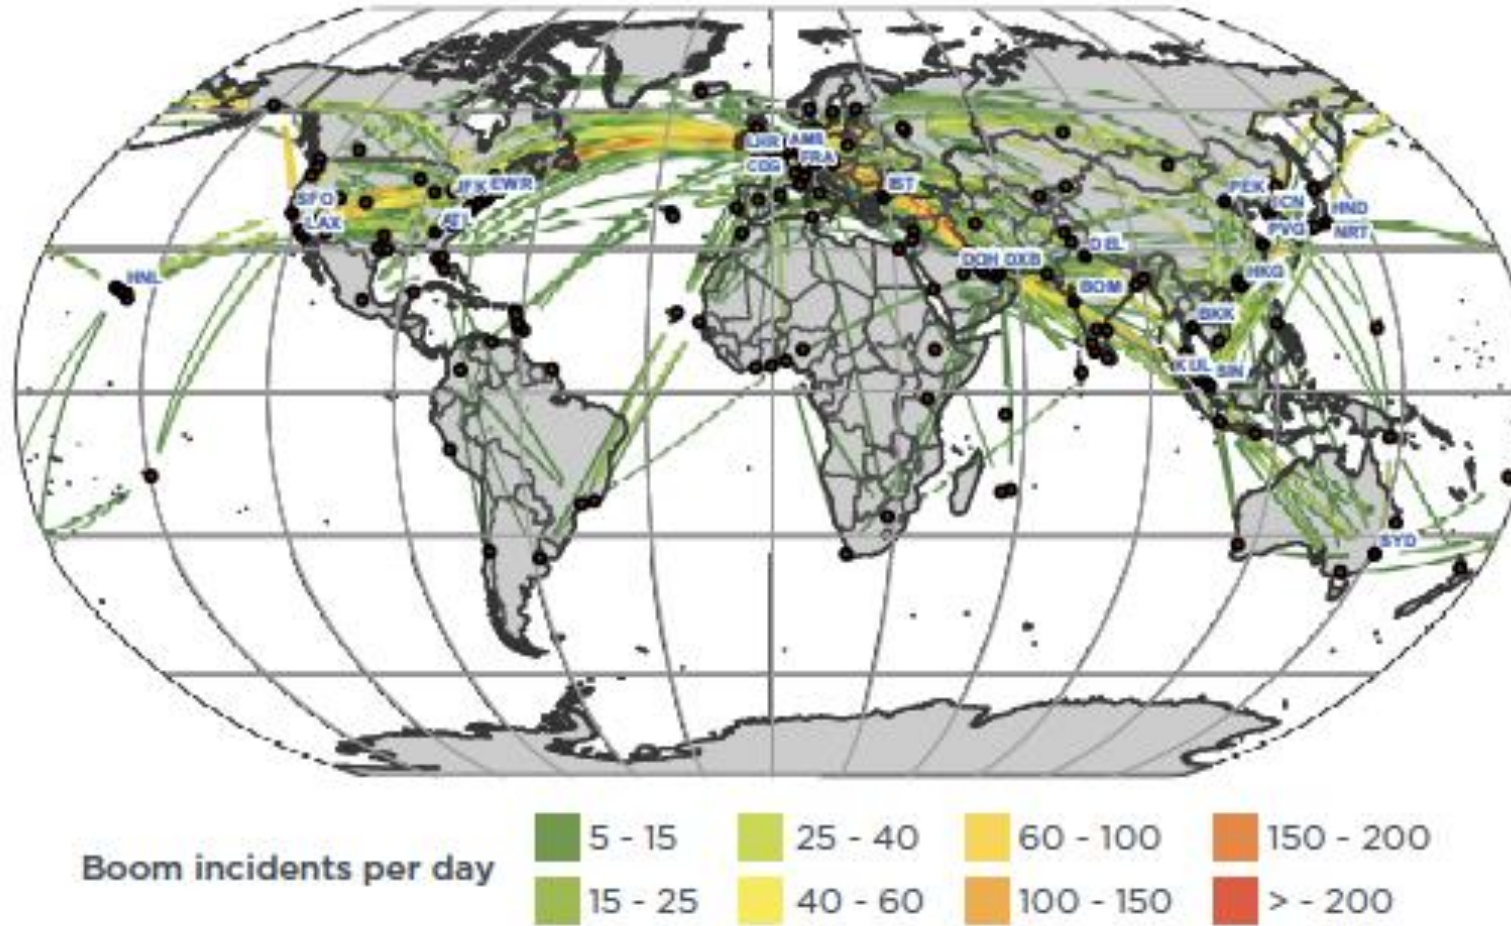 LHR AMS
CDG FRA
JFK EWR
IST
SFO
PEK ICN
HND
LAX
ATL
PVG NRT
DEL
DOH DXB
HNL
BOM
HKG
BKK
KUL SIN
SYD
Boom incidents per day
5 - 15
25 - 40
60 - 100
150 - 200
15 - 25
40 - 60
100 - 150
> - 200